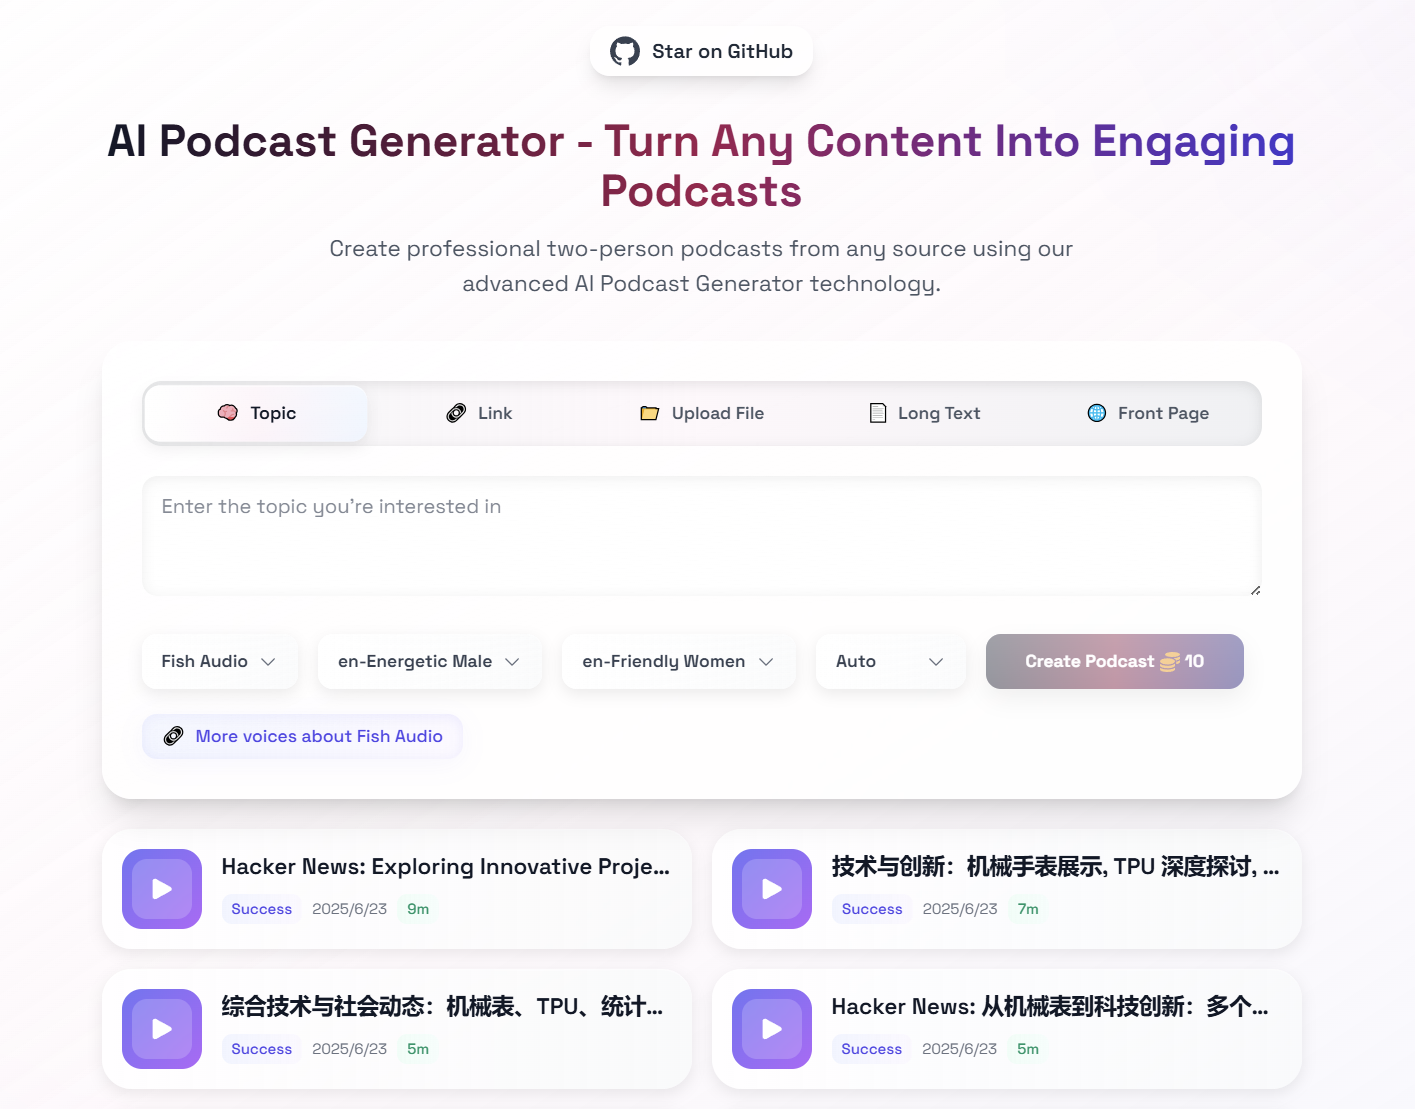 Star on GitHub
AI Podcast Generator - Turn Any Content Into Engaging
Podcasts
Create professional two-person podcasts from any source using our
advanced AI Podcast Generator technology.
Topic
Link
Upload File
Long Text
Front Page
Enter the topic you're interested in
Fish Audio
en-Energetic Male
en-Friendly Women
Auto
Create Podcast 10
More voices about Fish Audio
Hacker News: Exploring Innovative Proje...
Success 2025/6/23 9m
技术与创新：机械手表展示, TPU 深度探讨, ...
Success 2025/6/23 7m
综合技术与社会动态：机械表、TPU、统计...
Success 2025/6/23 5m
Hacker News: 从机械表到科技创新：多个...
Success 2025/6/23 5m